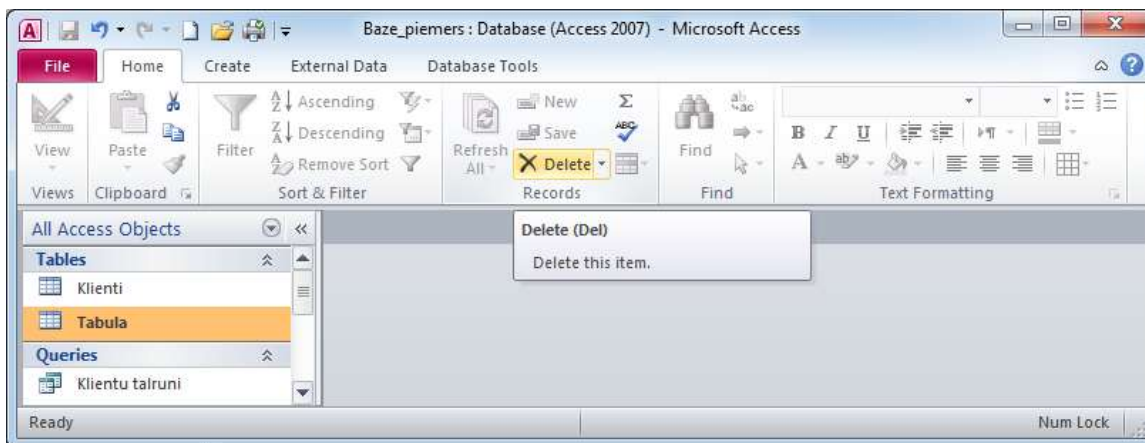 Baze_piemers : Database (Access 2007) - Microsoft Access
File Home Create External Data Database Tools
View
Views
Paste
Clipboard
Filter
Ascending
Descending
Remove Sort
Sort & Filter
Refresh All
New
Save
Delete
Records
Find
Find
B I U
A
Text Formatting
All Access Objects
Delete (Del)
Delete this item.
Tables
Klienti
Tabula
Queries
Klientu talruni
Ready
Num Lock